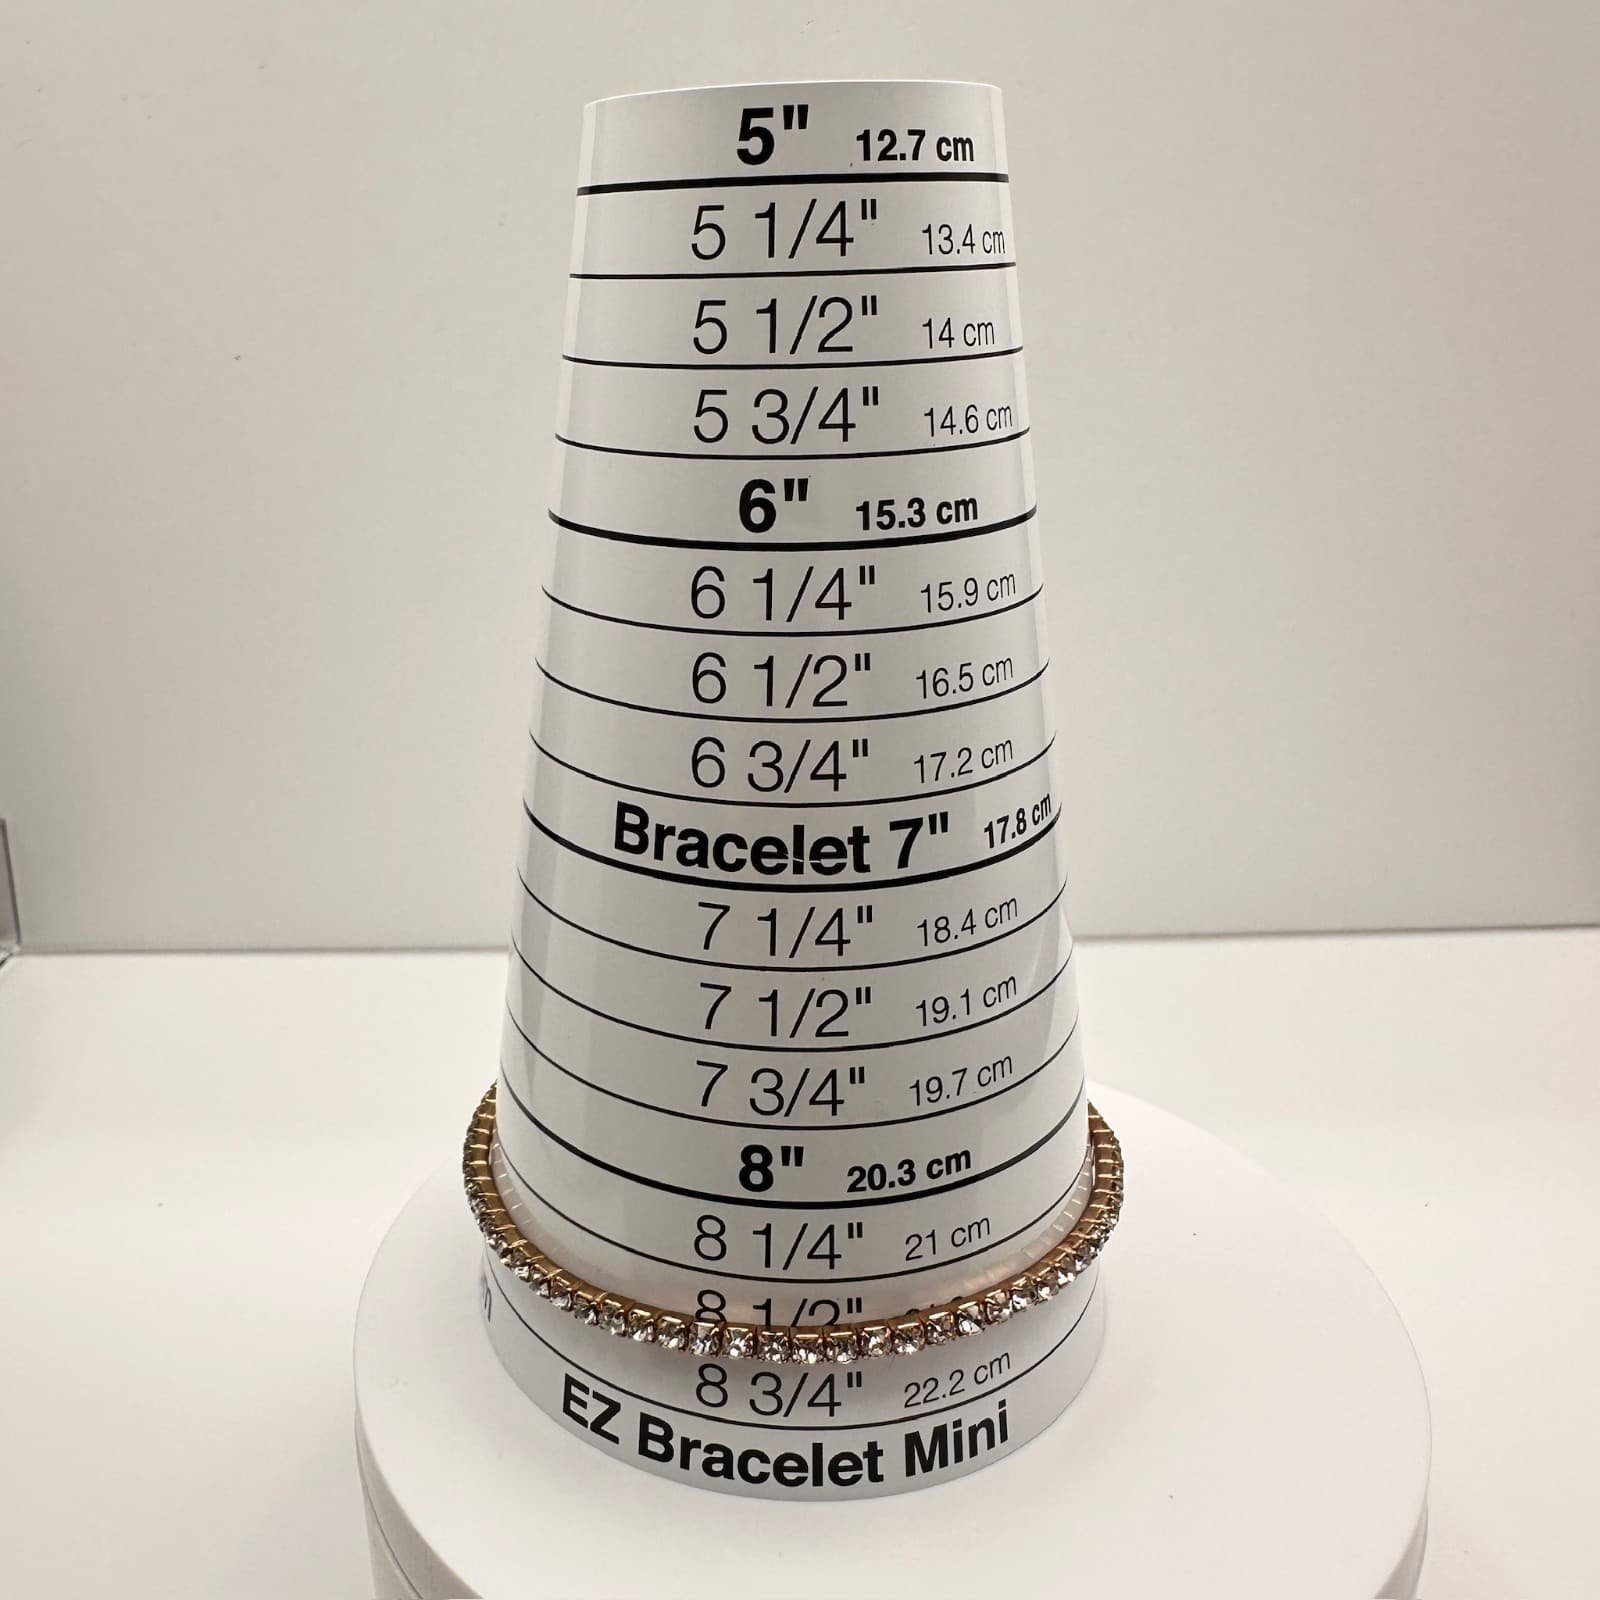 5" 12.7 cm
5 1/4" 13.4 cm
5 1/2" 14 cm
5 3/4" 14.6 cm
6" 15.3 cm
6 1/4" 15.9 cm
6 1/2" 16.5 cm
6 3/4" 17.2 cm
Bracelet 7" 17.8 cm
7 1/4" 18.4 cm
7 1/2" 19.1 cm
7 3/4" 19.7 cm
8" 20.3 cm
8 1/4" 21 cm
8 1/2"
8 3/4" 22.2 cm
EZ Bracelet Mini